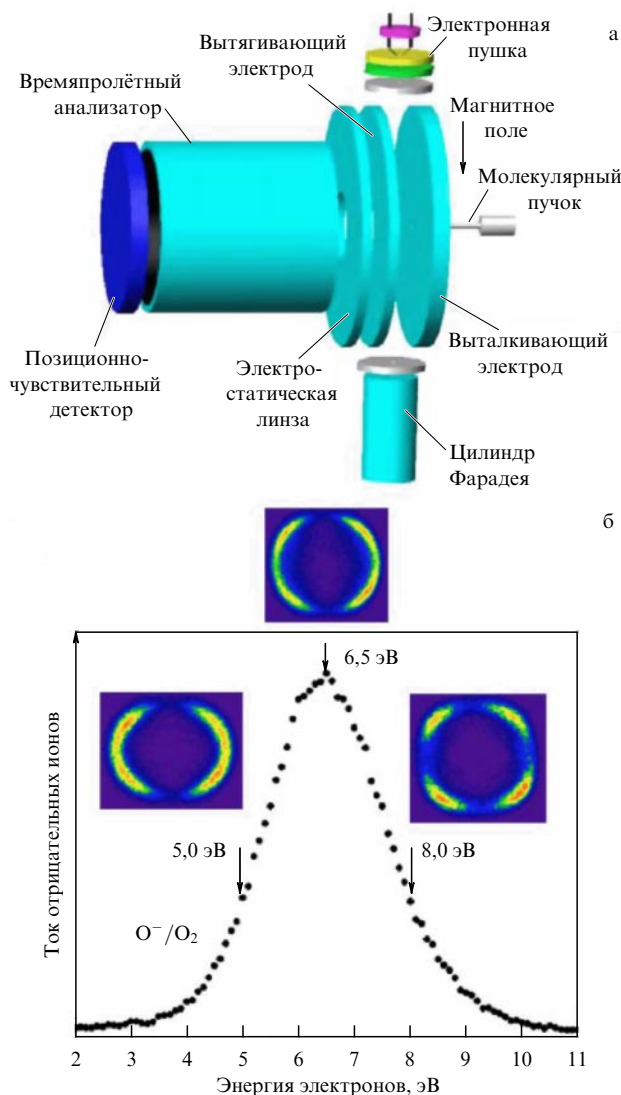 а
Электронная
пушка
Вытягивающий
электрод
Времяпролётный
анализатор
Магнитное
поле
Молекулярный
пучок
Выталкивающий
электрод
Позиционно-
чувствительный
детектор
Электро-
статическая
линза
Цилиндр
Фарадея
б
6,5 эВ
5,0 эВ
8,0 эВ
O⁻/O₂
Ток отрицательных ионов
2 3 4 5 6 7 8 9 10 11
Энергия электронов, эВ